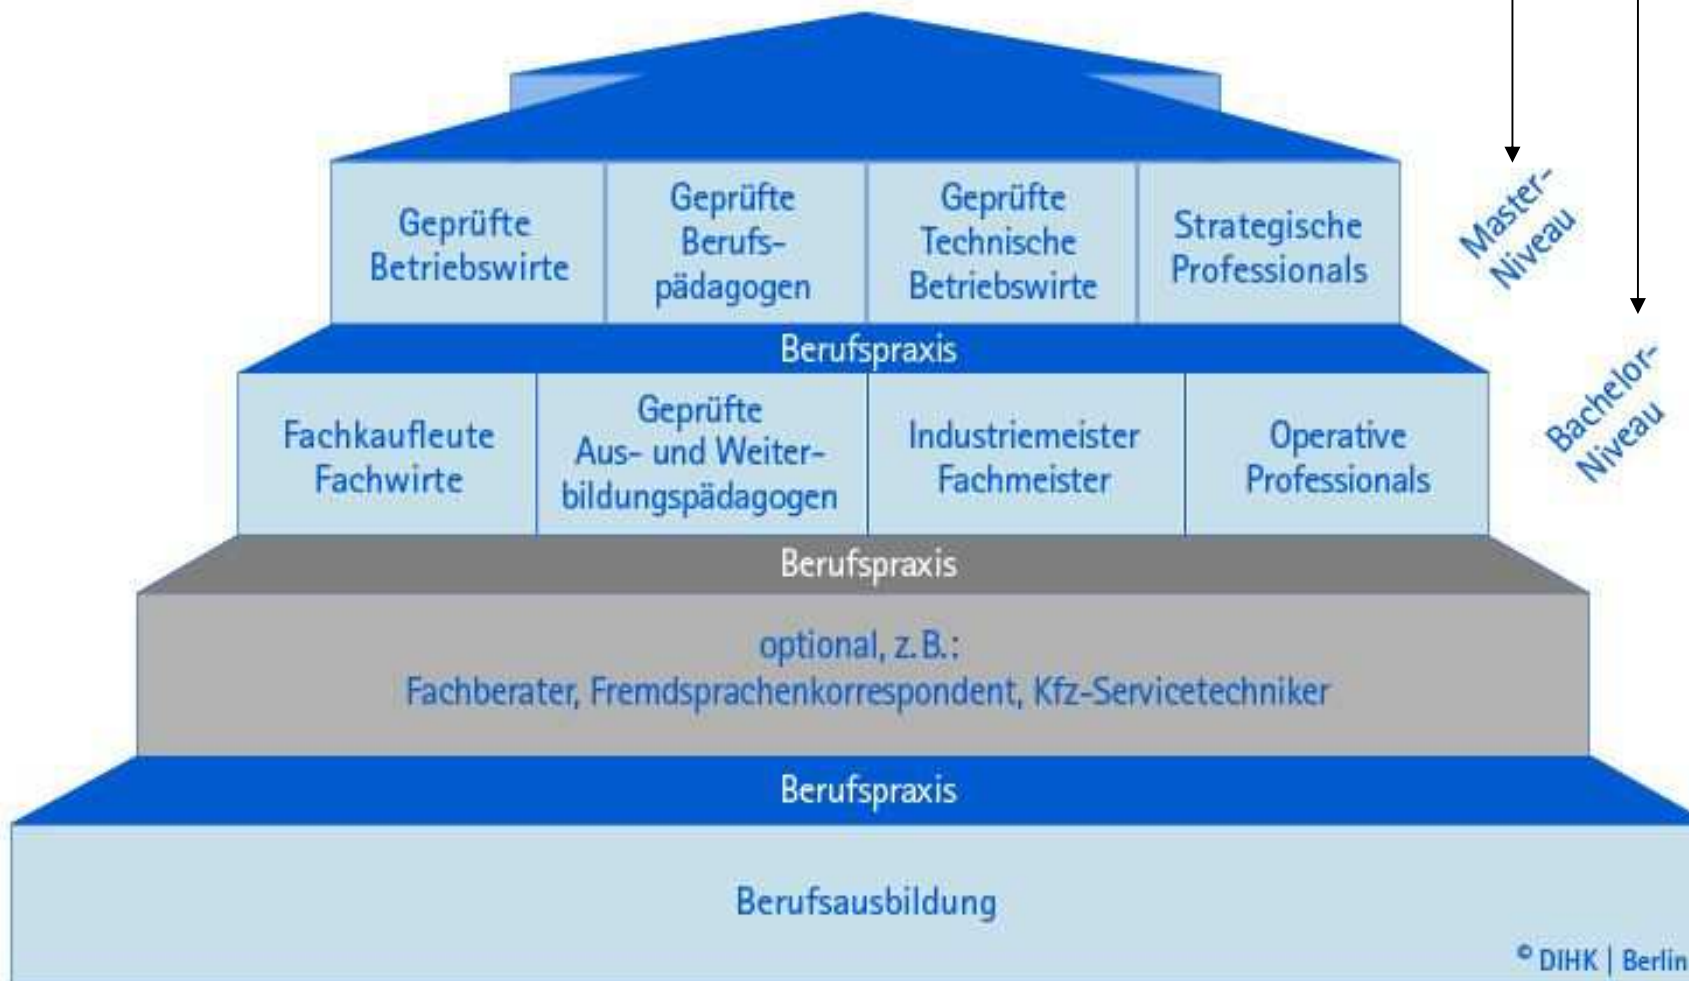 Geprüfte
Betriebswirte
Geprüfte
Berufs-
pädagogen
Geprüfte
Technische
Betriebswirte
Strategische
Professionals
Master-
Niveau
Berufspraxis
Fachkaufleute
Fachwirte
Geprüfte
Aus- und Weiter-
bildungspädagogen
Industriemeister
Fachmeister
Operative
Professionals
Bachelor-
Niveau
Berufspraxis
optional, z. B.:
Fachberater, Fremdsprachenkorrespondent, Kfz-Servicetechniker
Berufspraxis
Berufsausbildung
© DIHK | Berlin